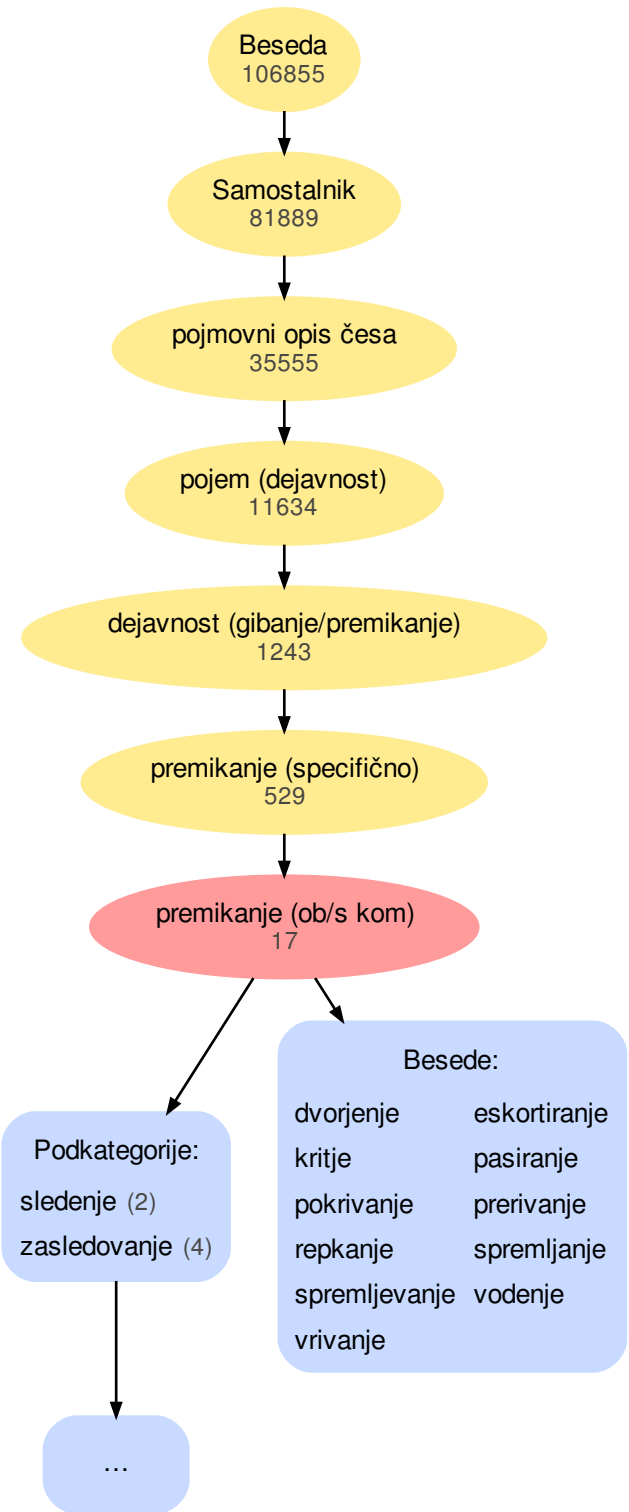 Beseda
106855
Samostalnik
81889
pojmovni opis česa
35555
pojem (dejavnost)
11634
dejavnost (gibanje/premikanje)
1243
premikanje (specifično)
529
premikanje (ob/s kom)
17
Podkategorije:
sledenje (2)
zasledovanje (4)
...
Besede:
dvorjenje eskortiranje
kritje pasiranje
pokrivanje prerivanje
repkanje spremljanje
spremljevanje vodenje
vrivanje